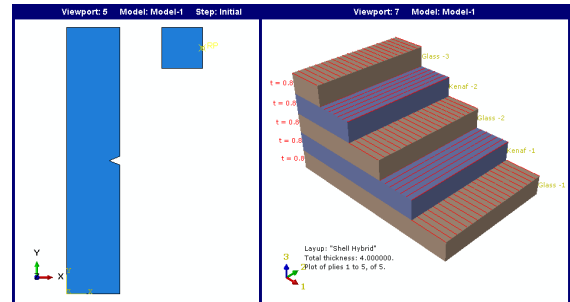 Viewport: 5 Model: Model-1 Step: Initial
Viewport: 7 Model: Model-1
Glass -3
t = 0.8
Kenaf -2
t = 0.8
Glass -2
t = 0.8
Kenaf -1
t = 0.8
t = 0.8
Glass -1
Y
X
Y
X
Layup: "Shell Hybrid"
Total thickness: 4.000000.
Plot of plies 1 to 5, of 5.
3
2
1